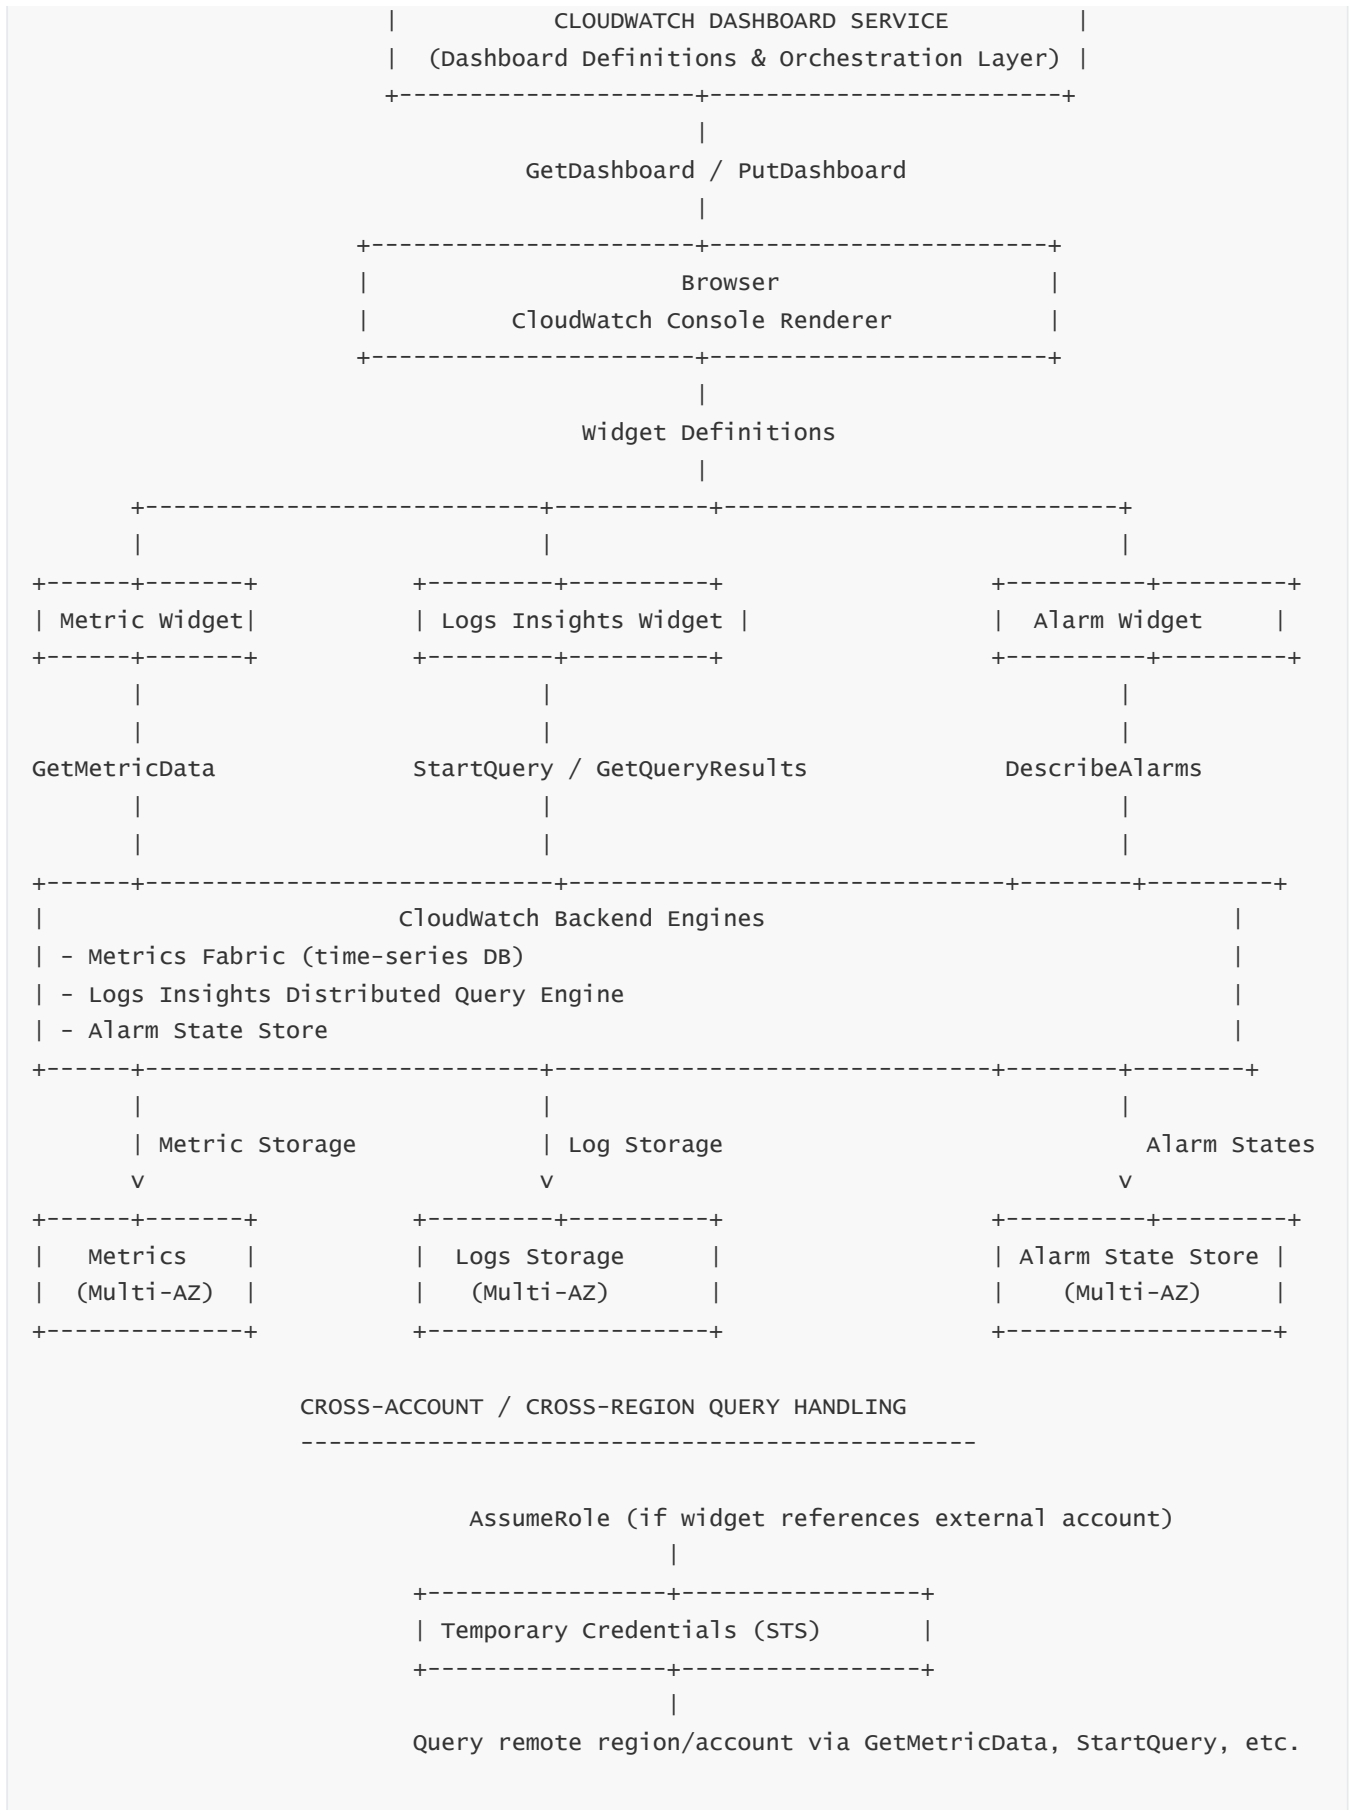 |           CLOUDWATCH DASHBOARD SERVICE         |
|  (Dashboard Definitions & Orchestration Layer) |
+---------------------+-------------------------+
|
GetDashboard / PutDashboard
|
+-----------------------+------------------------+
|                      Browser                   |
|          CloudWatch Console Renderer           |
+-----------------------+------------------------+
|
Widget Definitions
|
+----------------------------+-----------+----------------------------+
|                            |                                        |
+------+-------+           +---------+----------+                   +----------+---------+
| Metric Widget|           | Logs Insights Widget |                 |  Alarm Widget     |
+------+-------+           +---------+----------+                   +----------+---------+
|                            |                                        |
|                            |                                        |
GetMetricData              StartQuery / GetQueryResults              DescribeAlarms
|                            |                                        |
|                            |                                        |
+------+-----------------------------+-------------------------------+--------+---------+
|                         CloudWatch Backend Engines                                 |
| - Metrics Fabric (time-series DB)                                                  |
| - Logs Insights Distributed Query Engine                                           |
| - Alarm State Store                                                                |
+------+----------------------------+-------------------------------+--------+--------+
|                            |                                        |
| Metric Storage             | Log Storage                              Alarm States
v                            v                                        v
+------+-------+           +---------+----------+                   +----------+---------+
|   Metrics    |           |  Logs Storage      |                   | Alarm State Store |
|  (Multi-AZ)  |           |   (Multi-AZ)       |                   |    (Multi-AZ)     |
+--------------+           +--------------------+                   +-------------------+
CROSS-ACCOUNT / CROSS-REGION QUERY HANDLING
------------------------------------------------
AssumeRole (if widget references external account)
|
+-----------------+-----------------+
| Temporary Credentials (STS)       |
+-----------------+-----------------+
|
Query remote region/account via GetMetricData, StartQuery, etc.